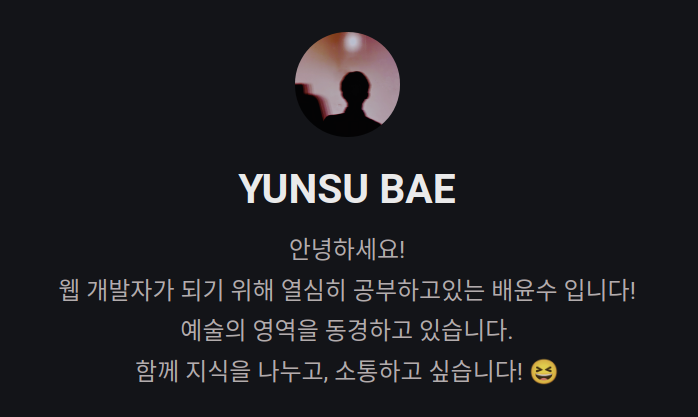 YUNSU BAE
안녕하세요!
웹 개발자가 되기 위해 열심히 공부하고있는 배윤수 입니다!
예술의 영역을 동경하고 있습니다.
함께 지식을 나누고, 소통하고 싶습니다! 😆